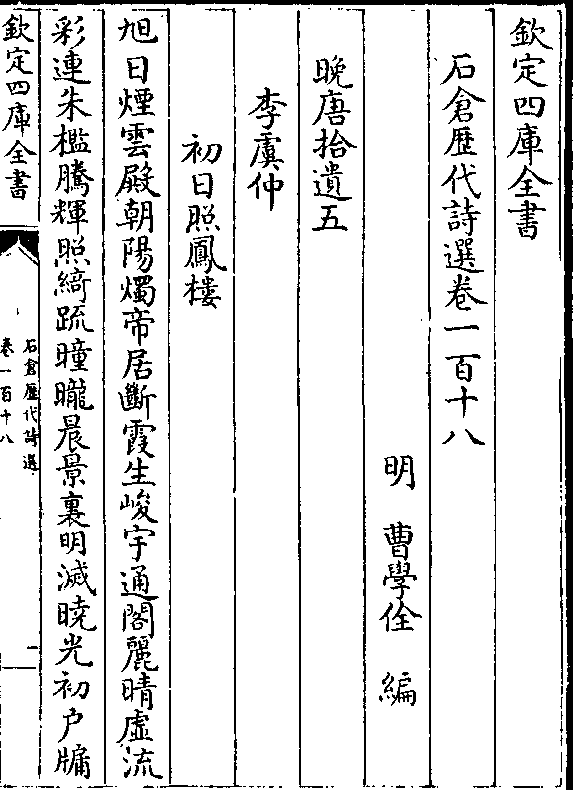 欽定四庫全書
石倉歴代詩選卷一百十八
明 曹學佺 編
晚唐拾遺五
李虞仲
初日照鳳樓
旭日煙雲殿朝陽燭帝居斷霞生峻宇通閣麗晴虛流
彩連朱檻騰輝照綺疏曈曨晨景裏明滅曉光初户牖
欽定四庫全書
石倉歷代詩選
卷一百十八
一